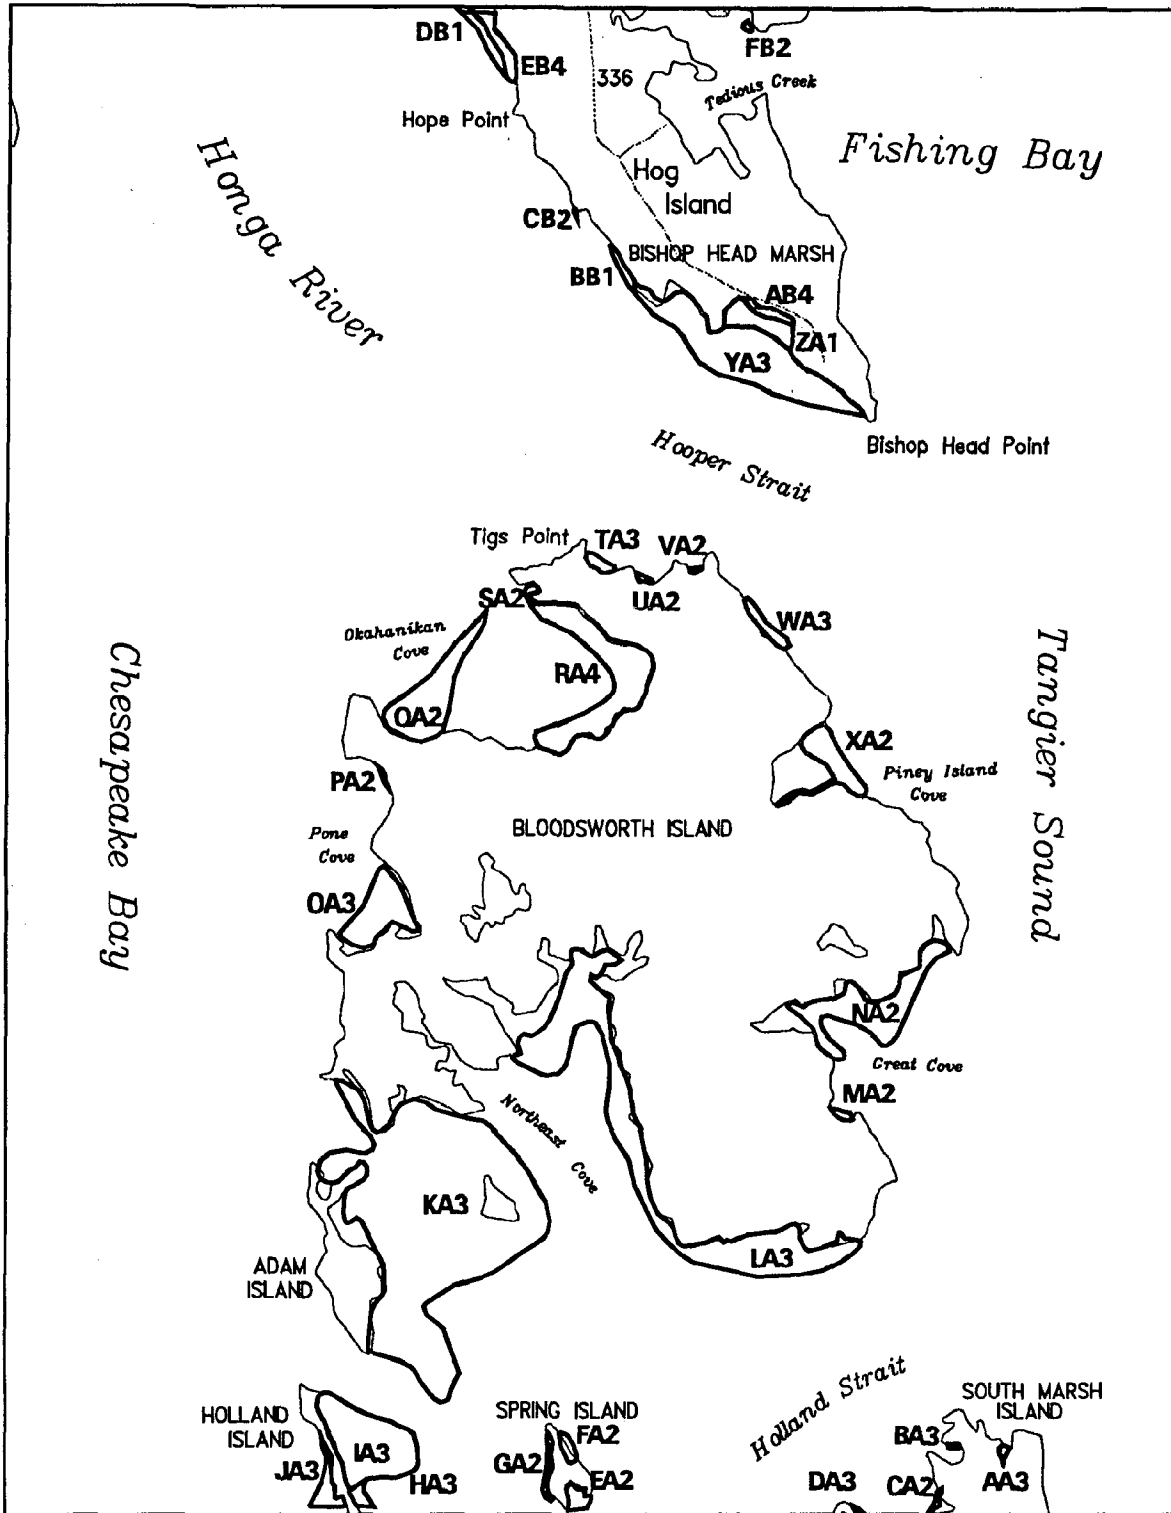 DB1
EB4
FB2
336
Tedious Creek
Hope Point
Fishing Bay
Honga River
Hog
Island
CB2
BISHOP HEAD MARSH
BB1
AB4
ZA1
YA3
Bishop Head Point
Hooper Strait
Tigs Point
TA3
VA2
SA2
UA2
WA3
Okahanikan
Cove
RA4
QA2
XA2
Chesapeake Bay
Tangier Sound
PA2
Piney Island
Cove
BLOODSWORTH ISLAND
Pone
Cove
OA3
NA2
Great Cove
MA2
Northeast Cove
KA3
LA3
ADAM
ISLAND
Holland Strait
HOLLAND
ISLAND
SPRING ISLAND
SOUTH MARSH
ISLAND
JA3
IA3
HA3
GA2
FA2
EA2
BA3
DA3
CA2
AA3